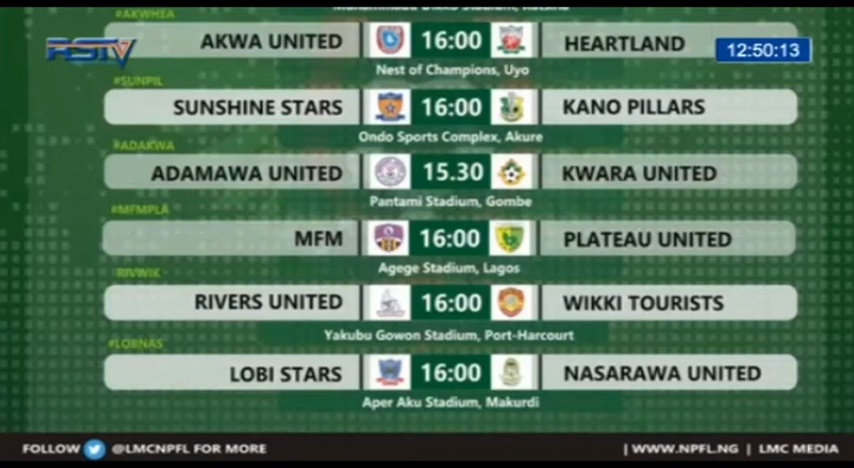 #AKWHEA
RSTV
AKWA UNITED 16:00 HEARTLAND
12:50:13
Nest of Champions, Uyo
#SUNPIL
SUNSHINE STARS 16:00 KANO PILLARS
Ondo Sports Complex, Akure
#ADAKWA
ADAMAWA UNITED 15.30 KWARA UNITED
Pantami Stadium, Gombe
#MFMPLA
MFM 16:00 PLATEAU UNITED
Agege Stadium, Lagos
#RIVWIK
RIVERS UNITED 16:00 WIKKI TOURISTS
Yakubu Gowon Stadium, Port-Harcourt
#LOBNAS
LOBI STARS 16:00 NASARAWA UNITED
Aper Aku Stadium, Makurdi
FOLLOW @LMCNPFL FOR MORE | WWW.NPFL.NG | LMC MEDIA